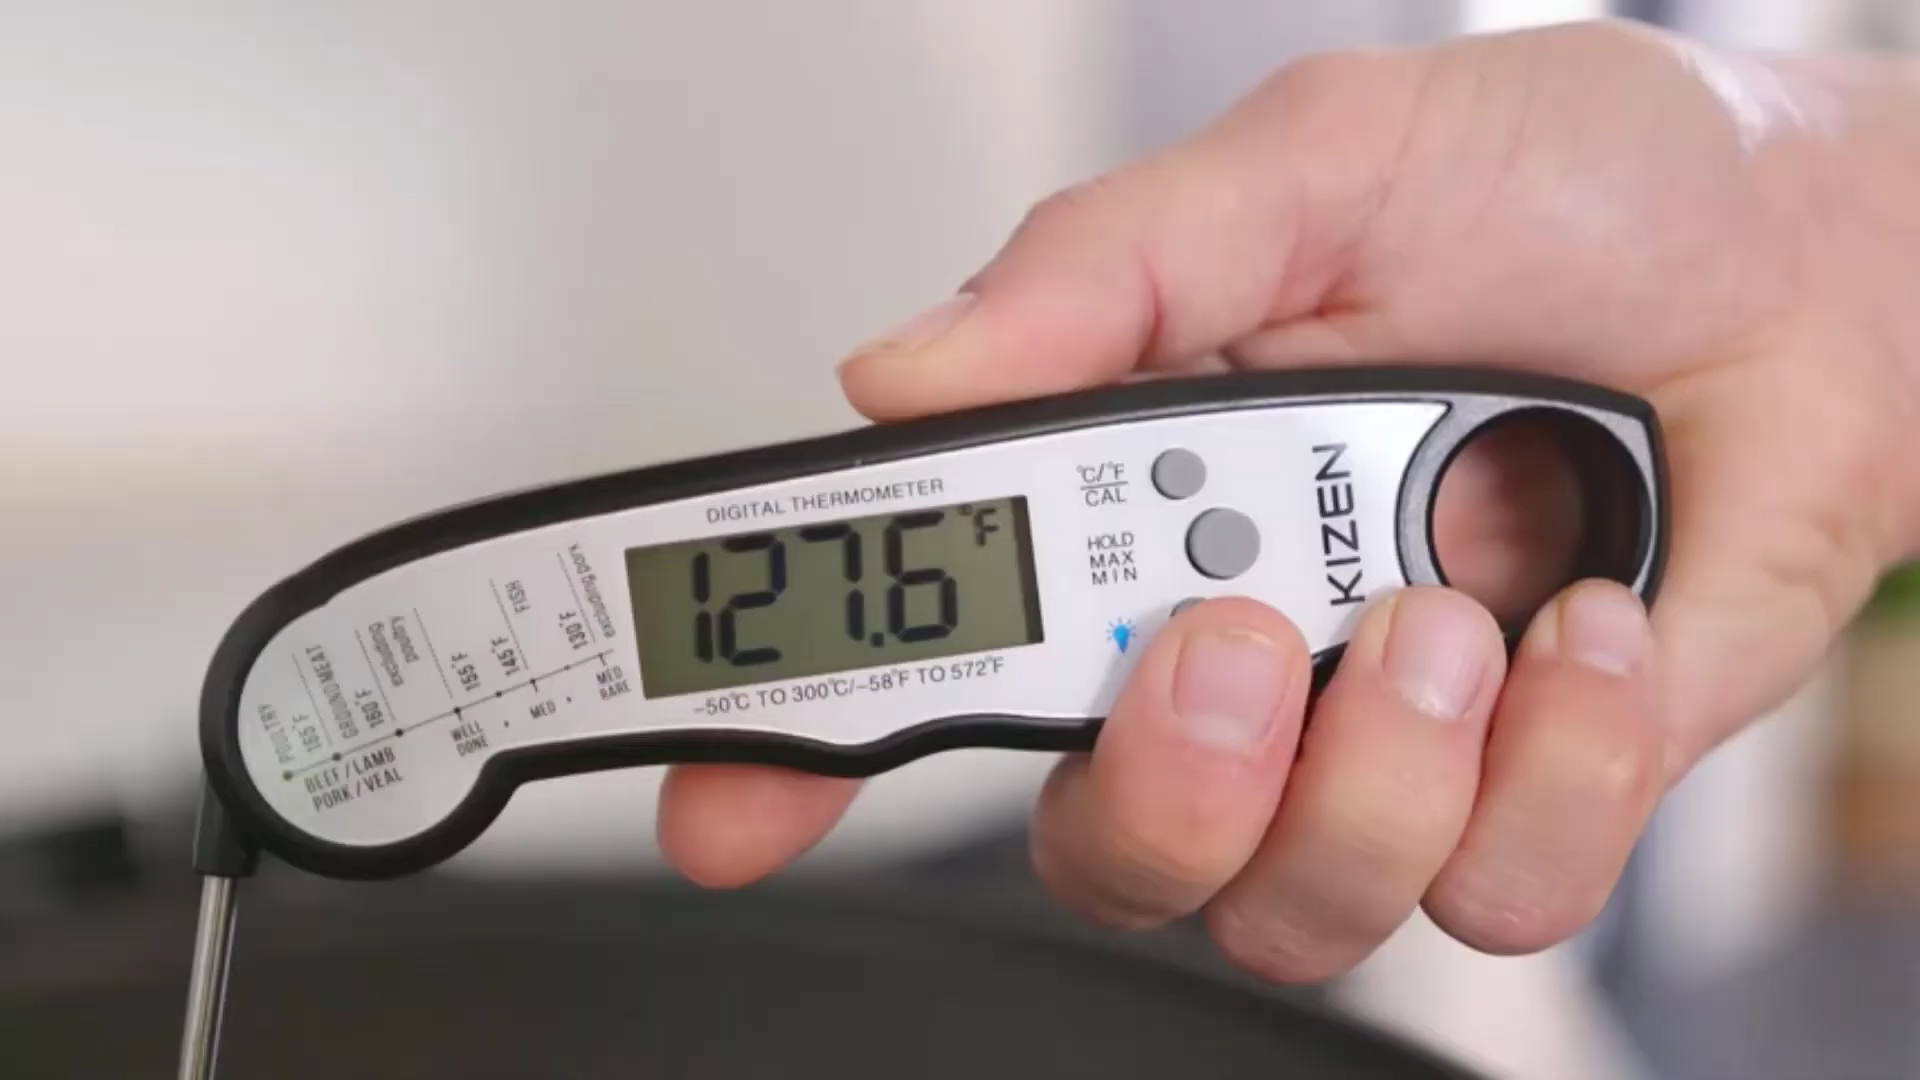 DIGITAL THERMOMETER
127.6°F
-50°C TO 300°C/-58°F TO 572°F
°C/°F
CAL
HOLD
MAX
MIN
KIZEN
POULTRY
165°F
GROUND MEAT
160°F
excluding
poultry
155°F
145°F
FISH
130°F
excluding pork
BEEF/LAMB
PORK/VEAL
WELL
DONE
MED
MED
RARE